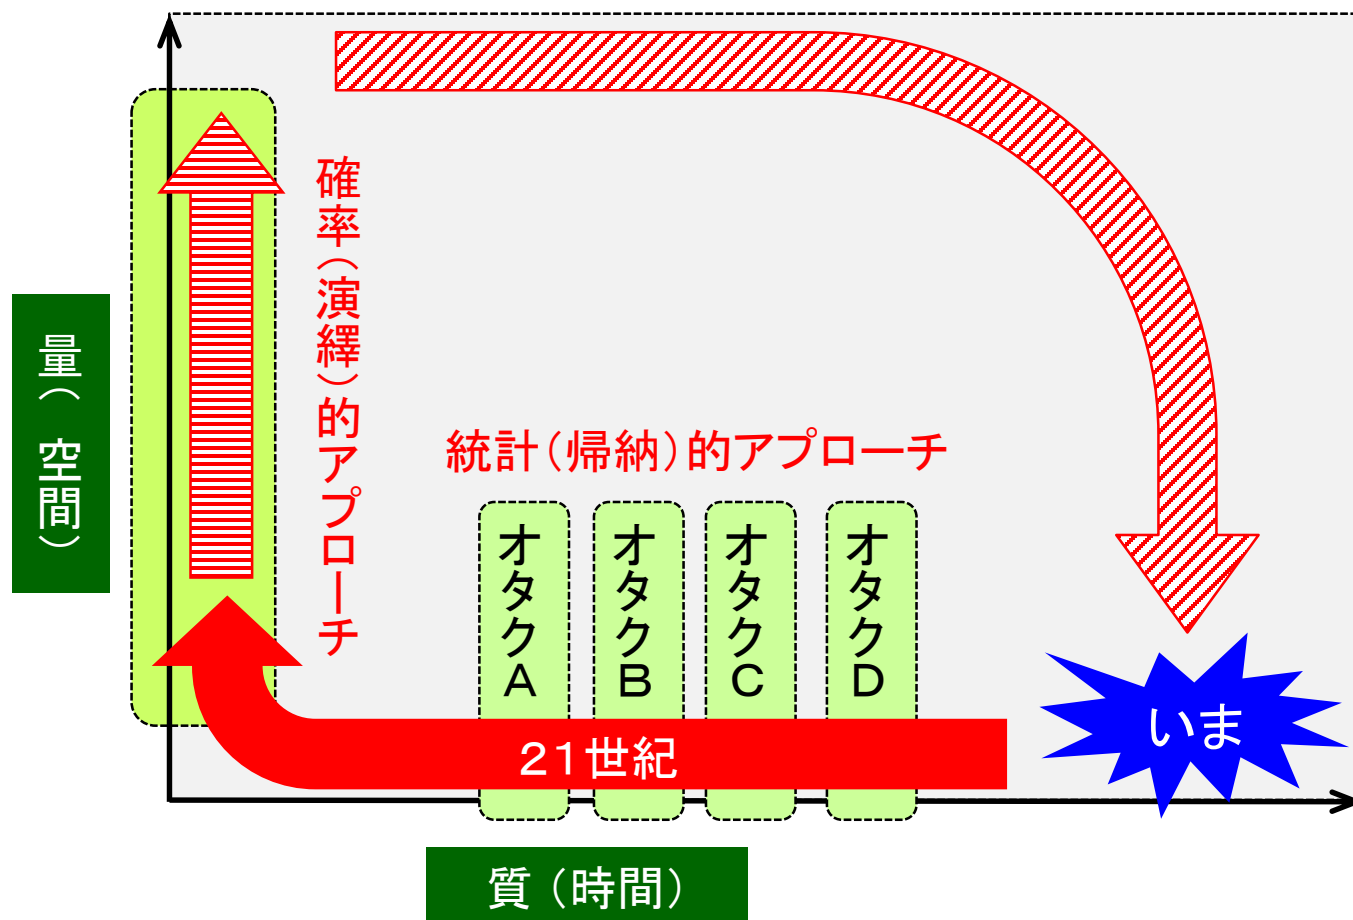 確率（演繹）的アプローチ
量（ 空間）
統計（帰納）的アプローチ
オタクA
オタクB
オタクC
オタクD
いま
２１世紀
質（時間）